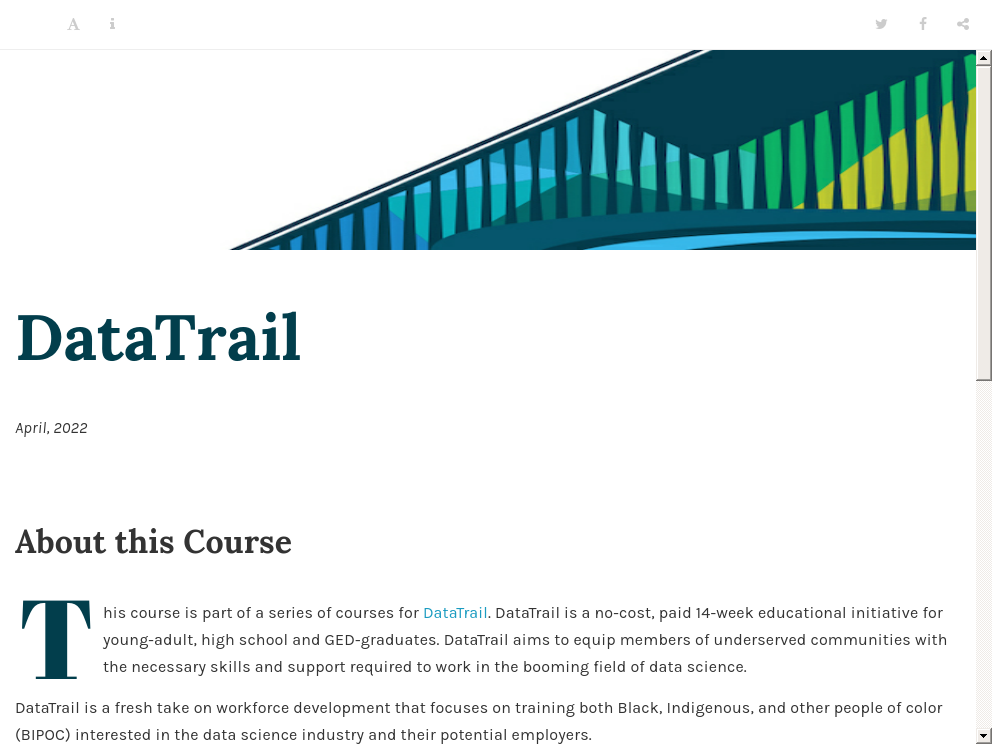 DataTrail
April, 2022
About this Course
This course is part of a series of courses for DataTrail. DataTrail is a no-cost, paid 14-week educational initiative for
young-adult, high school and GED-graduates. DataTrail aims to equip members of underserved communities with
the necessary skills and support required to work in the booming field of data science.
DataTrail is a fresh take on workforce development that focuses on training both Black, Indigenous, and other people of color
(BIPOC) interested in the data science industry and their potential employers.